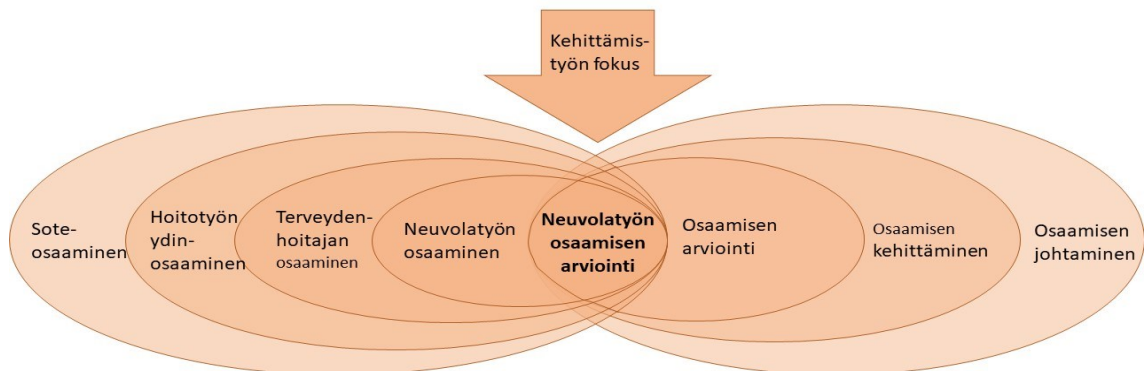 Kehittämis-
työn fokus
Sote-
osaaminen
Hoitotyön
ydin-
osaaminen
Terveyden-
hoitajan
osaaminen
Neuvolatyön
osaaminen
Neuvolatyön
osaamisen
arviointi
Osaamisen
arviointi
Osaamisen
kehittäminen
Osaamisen
johtaminen